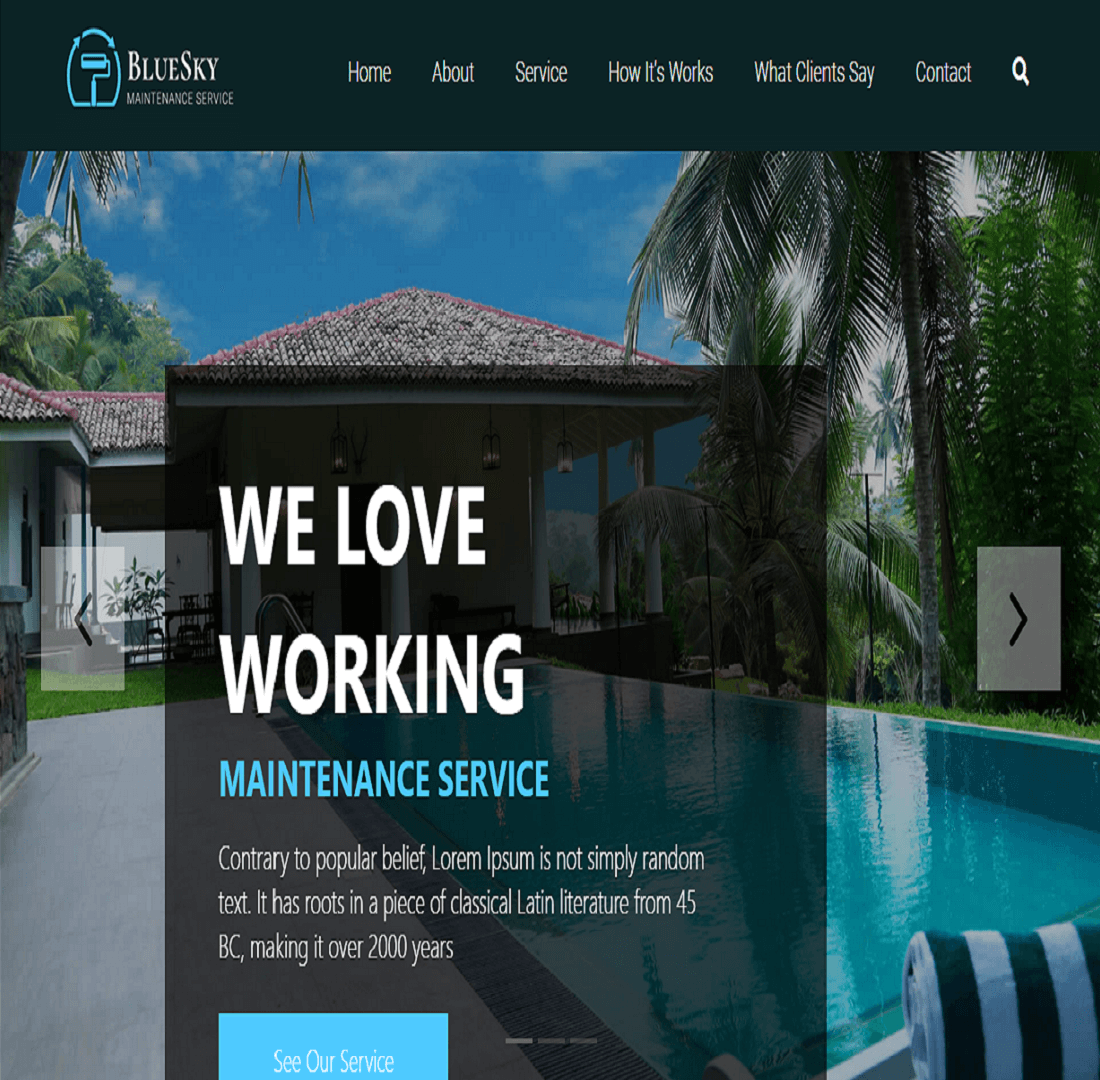 BLUESKY
MAINTENANCE SERVICE
Home About Service How It's Works What Clients Say Contact
WE LOVE
WORKING
MAINTENANCE SERVICE
Contrary to popular belief, Lorem Ipsum is not simply random
text. It has roots in a piece of classical Latin literature from 45
BC, making it over 2000 years
See Our Service